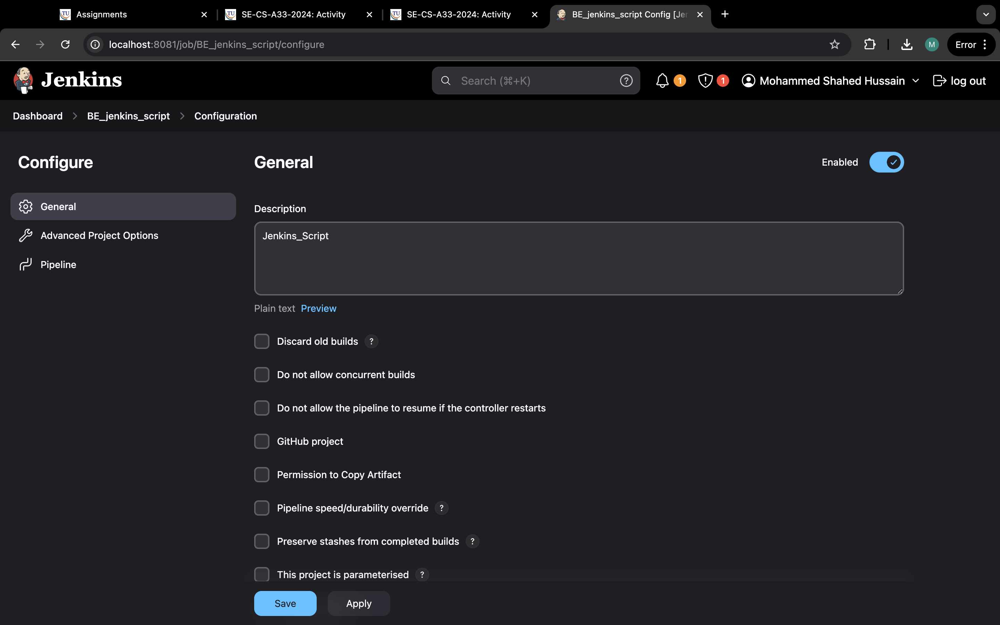 Assignments
SE-CS-A33-2024: Activity
SE-CS-A33-2024: Activity
BE_jenkins_script Config [Jer
localhost:8081/job/BE_jenkins_script/configure
M
Error
Jenkins
Search (⌘+K)
?
1
1
Mohammed Shahed Hussain
log out
Dashboard
BE_jenkins_script
Configuration
Configure
General
Advanced Project Options
Pipeline
General
Enabled
Description
Jenkins_Script
Plain text Preview
Discard old builds ?
Do not allow concurrent builds
Do not allow the pipeline to resume if the controller restarts
GitHub project
Permission to Copy Artifact
Pipeline speed/durability override ?
Preserve stashes from completed builds ?
This project is parameterised ?
Save
Apply